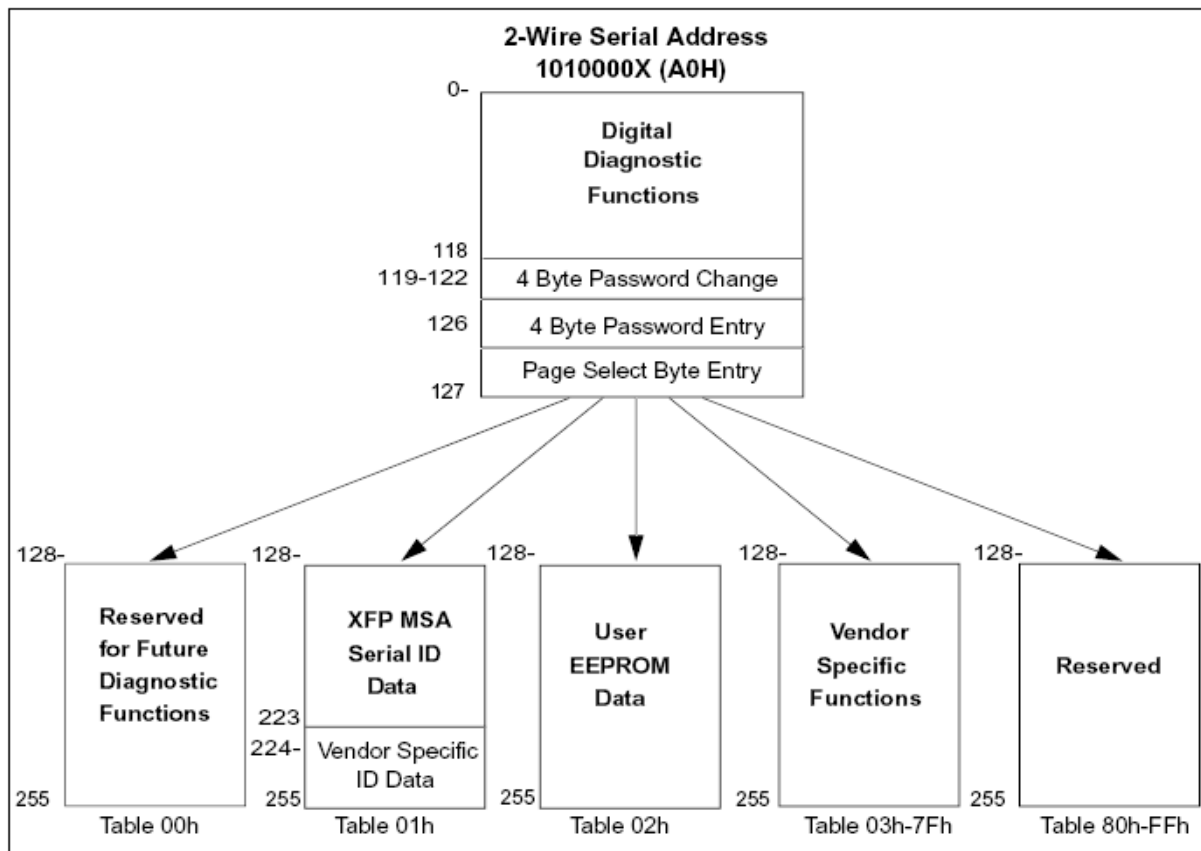 2-Wire Serial Address
1010000X (A0H)
0-
Digital
Diagnostic
Functions
118
119-122
4 Byte Password Change
126
4 Byte Password Entry
Page Select Byte Entry
127
128-
Reserved
for Future
Diagnostic
Functions
255
Table 00h
128-
XFP MSA
Serial ID
Data
223
224-
Vendor Specific
ID Data
255
Table 01h
128-
User
EEPROM
Data
255
Table 02h
128-
Vendor
Specific
Functions
255
Table 03h-7Fh
128-
Reserved
255
Table 80h-FFh